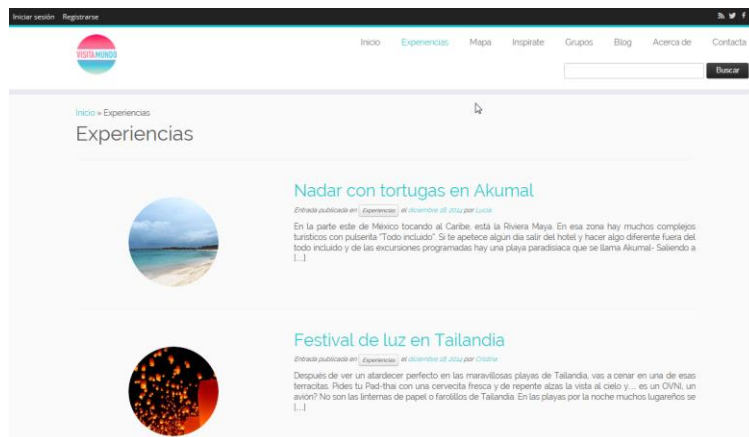 Iniciar sesión Registrarse
VISITAMUNDO
Inicio Experiencias Mapa Inspirate Grupos Blog Acerca de Contacta
Buscar
Inicio » Experiencias
Experiencias
Nadar con tortugas en Akumal
Entrada publicada en Experiencias el diciembre 18, 2014 por Lucia
En la parte este de México tocando al Caribe, está la Riviera Maya. En esa zona hay muchos complejos
turísticos con pulserita "Todo incluido". Si te apetece algún día salir del hotel y hacer algo diferente fuera del
todo incluido y de las excursiones programadas hay una playa paradisiaca que se llama Akumal- Saliendo a
[...]
Festival de luz en Tailandia
Entrada publicada en Experiencias el diciembre 18, 2014 por Cristina
Después de ver un atardecer perfecto en las maravillosas playas de Tailandia, vas a cenar en una de esas
terracitas. Pides tu Pad-thai con una cervecita fresca y de repente alzas la vista al cielo y.... es un OVNI, un
avión? No son las linternas de papel o farolillos de Tailandia. En las playas por la noche muchos lugareños se
[...]